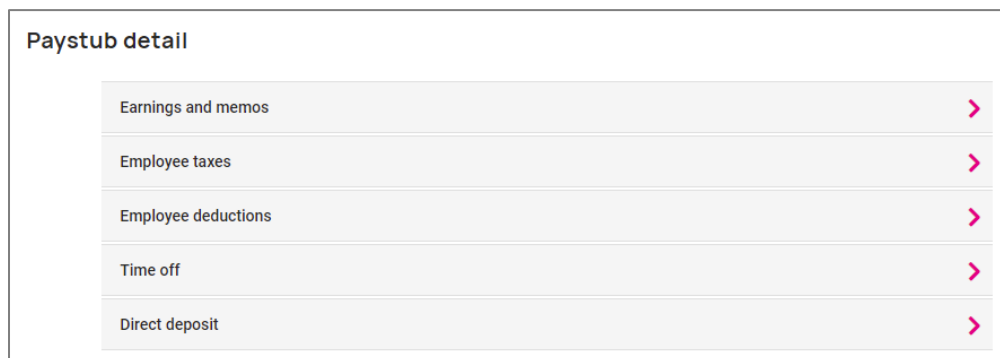 Paystub detail
Earnings and memos
Employee taxes
Employee deductions
Time off
Direct deposit